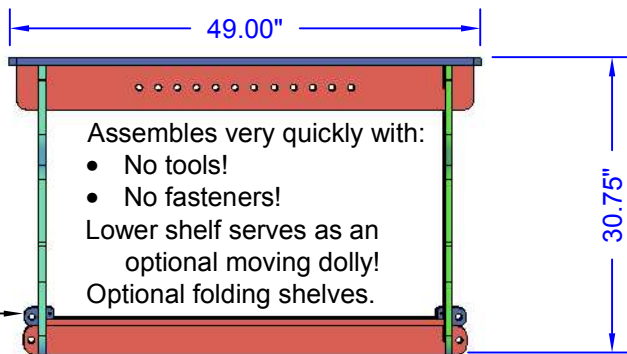 49.00"
Assembles very quickly with:
• No tools!
• No fasteners!
Lower shelf serves as an
optional moving dolly!
Optional folding shelves.
30.75"